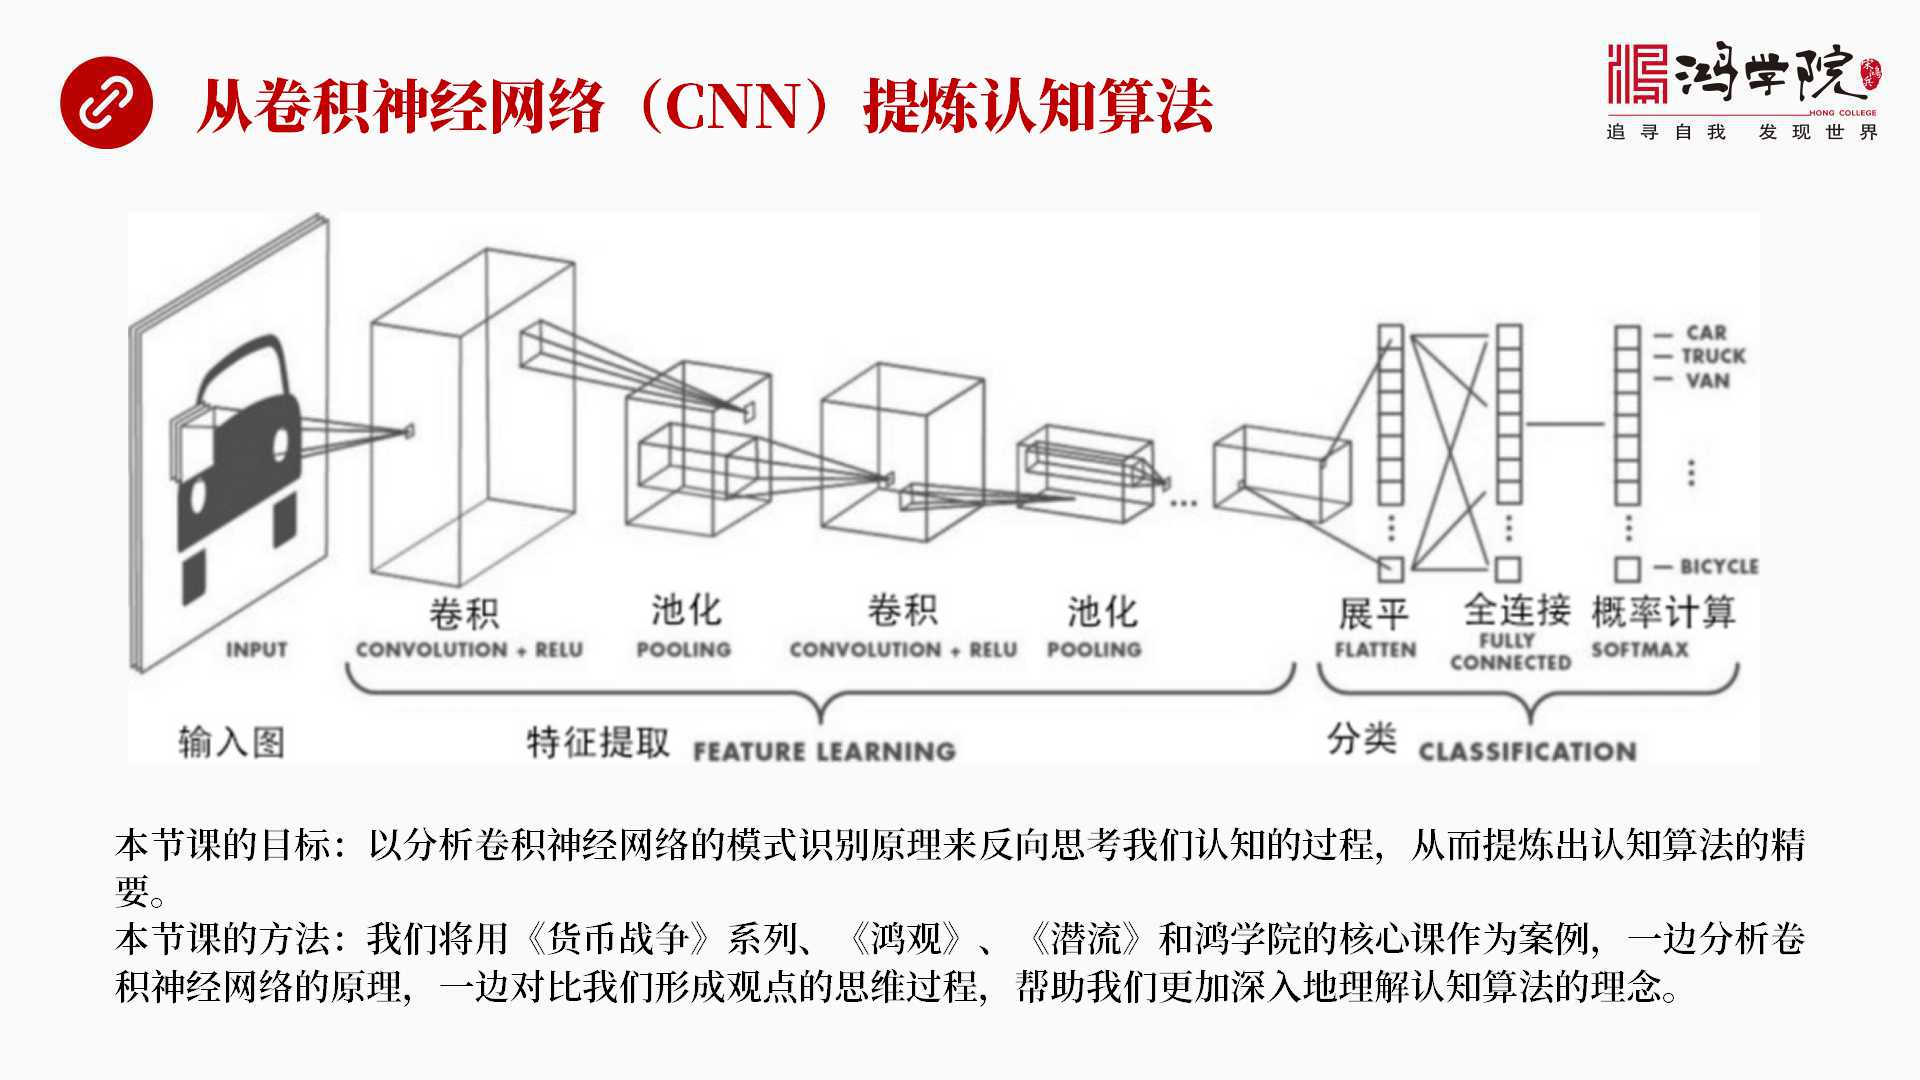 从卷积神经网络（CNN）提炼认知算法
鸿学院
宋鸿兵
HONG COLLEGE
追寻自我 发现世界
CAR
TRUCK
VAN
BICYCLE
卷积
池化
卷积
池化
展平
全连接
概率计算
INPUT
CONVOLUTION + RELU
POOLING
CONVOLUTION + RELU
POOLING
FLATTEN
FULLY
CONNECTED
SOFTMAX
输入图
特征提取 FEATURE LEARNING
分类 CLASSIFICATION
本节课的目标：以分析卷积神经网络的模式识别原理来反向思考我们认知的过程，从而提炼出认知算法的精
要。
本节课的方法：我们将用《货币战争》系列、《鸿观》、《潜流》和鸿学院的核心课作为案例，一边分析卷
积神经网络的原理，一边对比我们形成观点的思维过程，帮助我们更加深入地理解认知算法的理念。